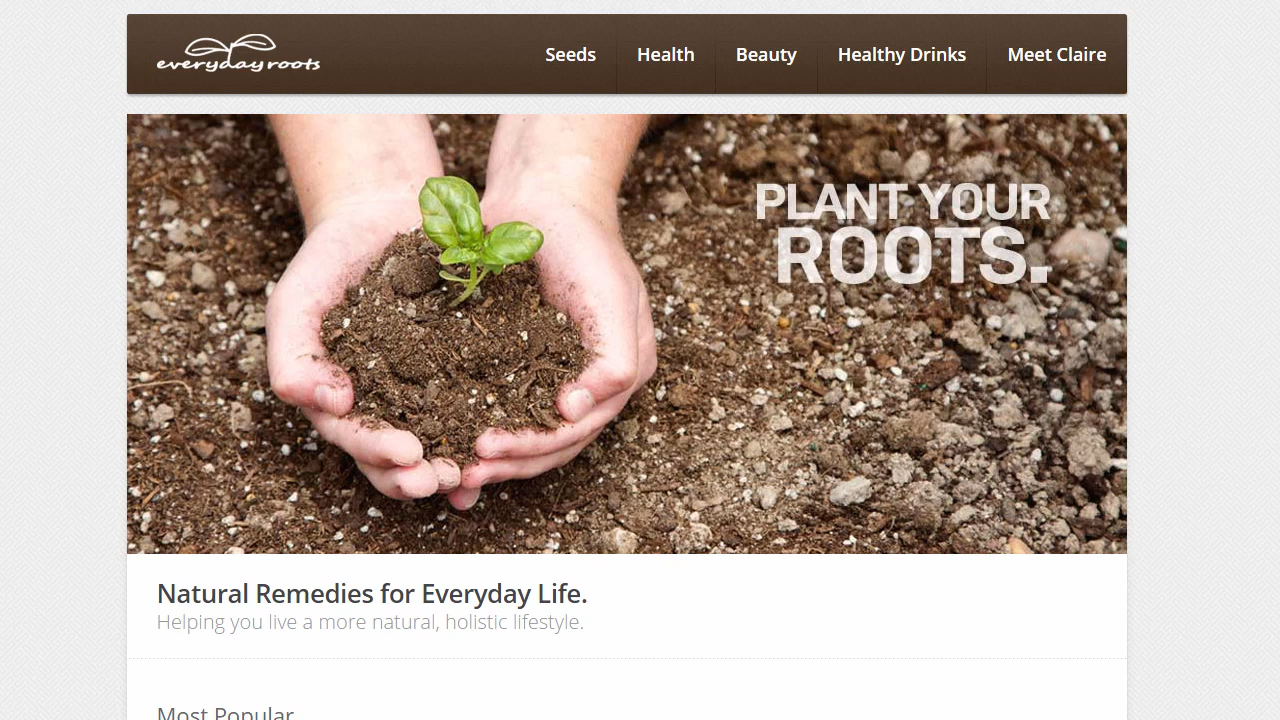 everydayroots
Seeds
Health
Beauty
Healthy Drinks
Meet Claire
PLANT YOUR
ROOTS.
Natural Remedies for Everyday Life.
Helping you live a more natural, holistic lifestyle.
Most Popular